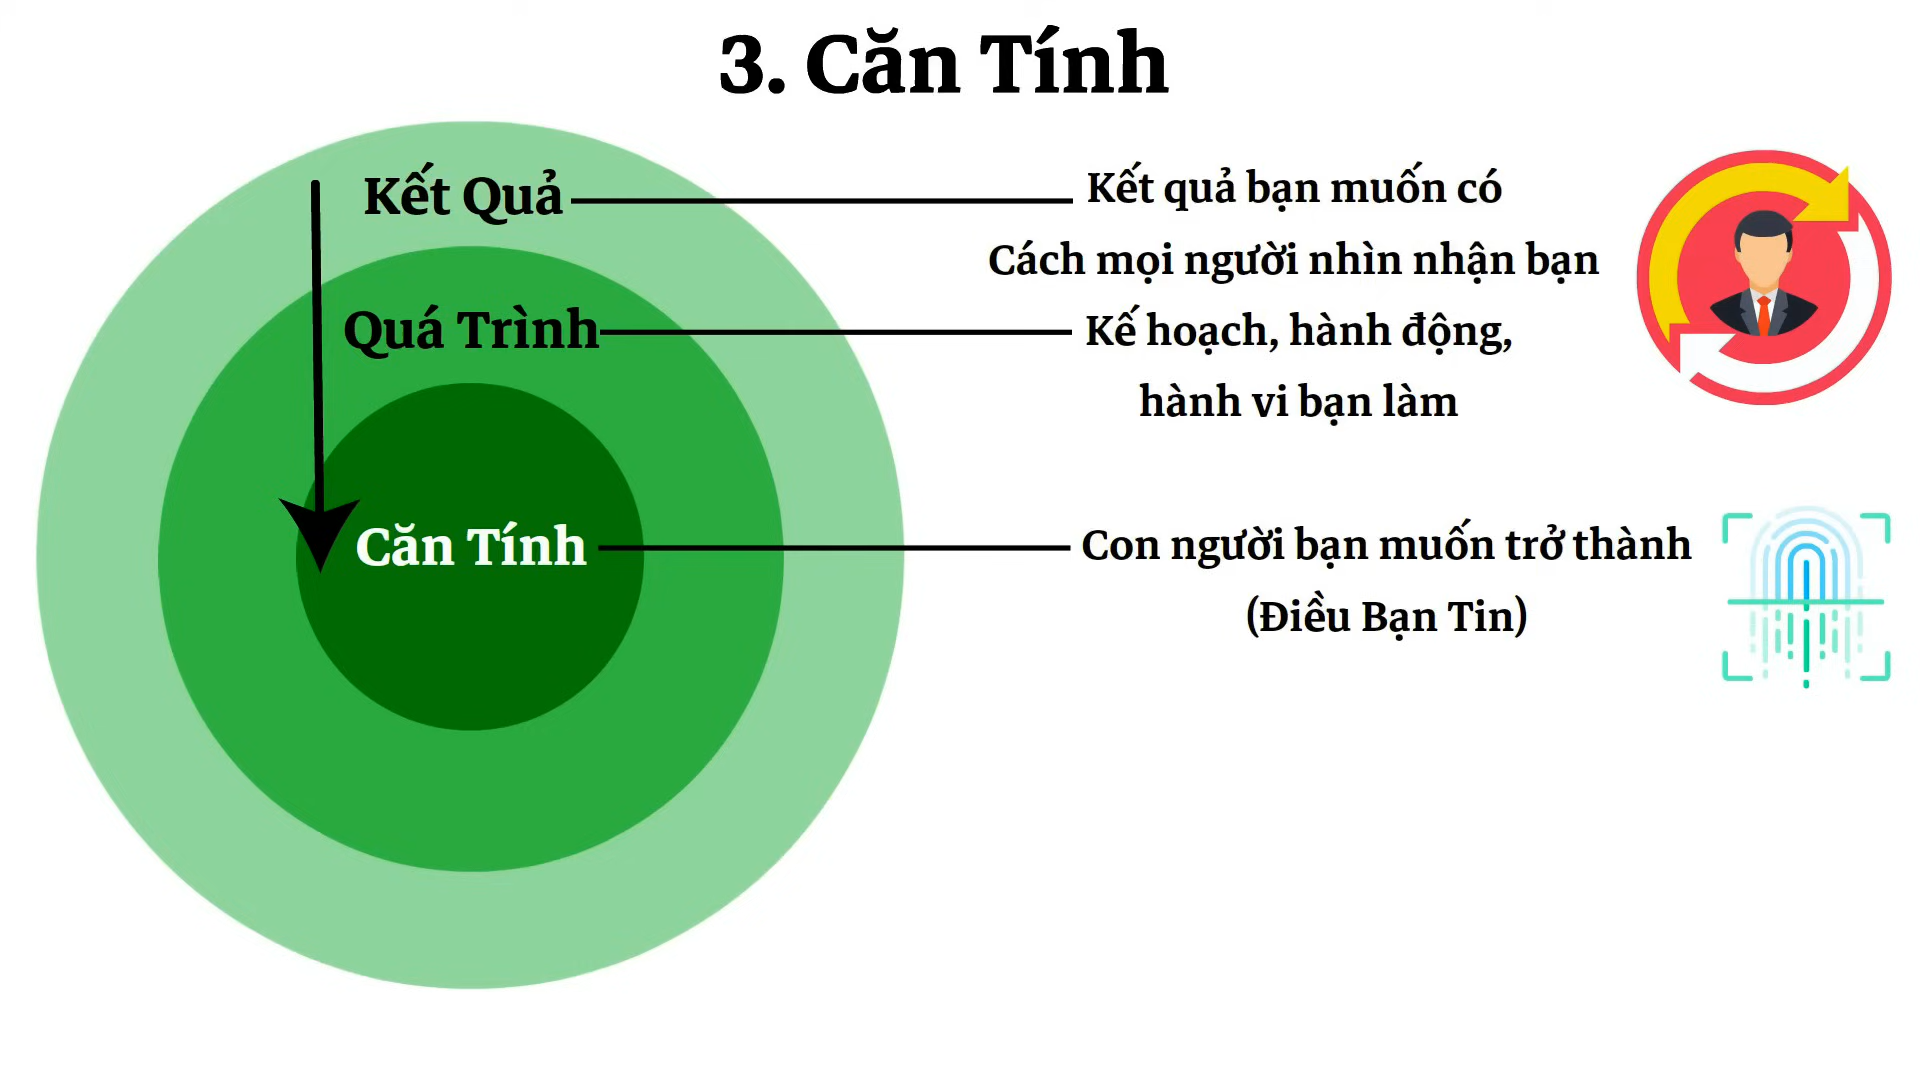 3. Căn Tính
Kết Quả
Kết quả bạn muốn có
Cách mọi người nhìn nhận bạn
Quá Trình
Kế hoạch, hành động,
hành vi bạn làm
Căn Tính
Con người bạn muốn trở thành
(Điều Bạn Tin)